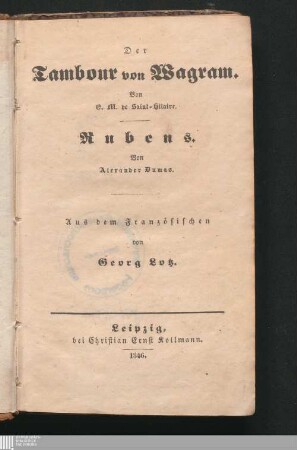 Der
Tambour von Wagram.
Von
E. M. de Saint-Hilaire.
Rubens.
Von
Alexander Dumas.
Aus dem Französischen
von
Georg Lotz.
Leipzig,
bei Christian Ernst Kollmann.
1846.